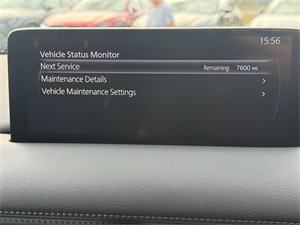 15:56
Vehicle Status Monitor
Next Service Remaining 7600 mi
Maintenance Details >
Vehicle Maintenance Settings >